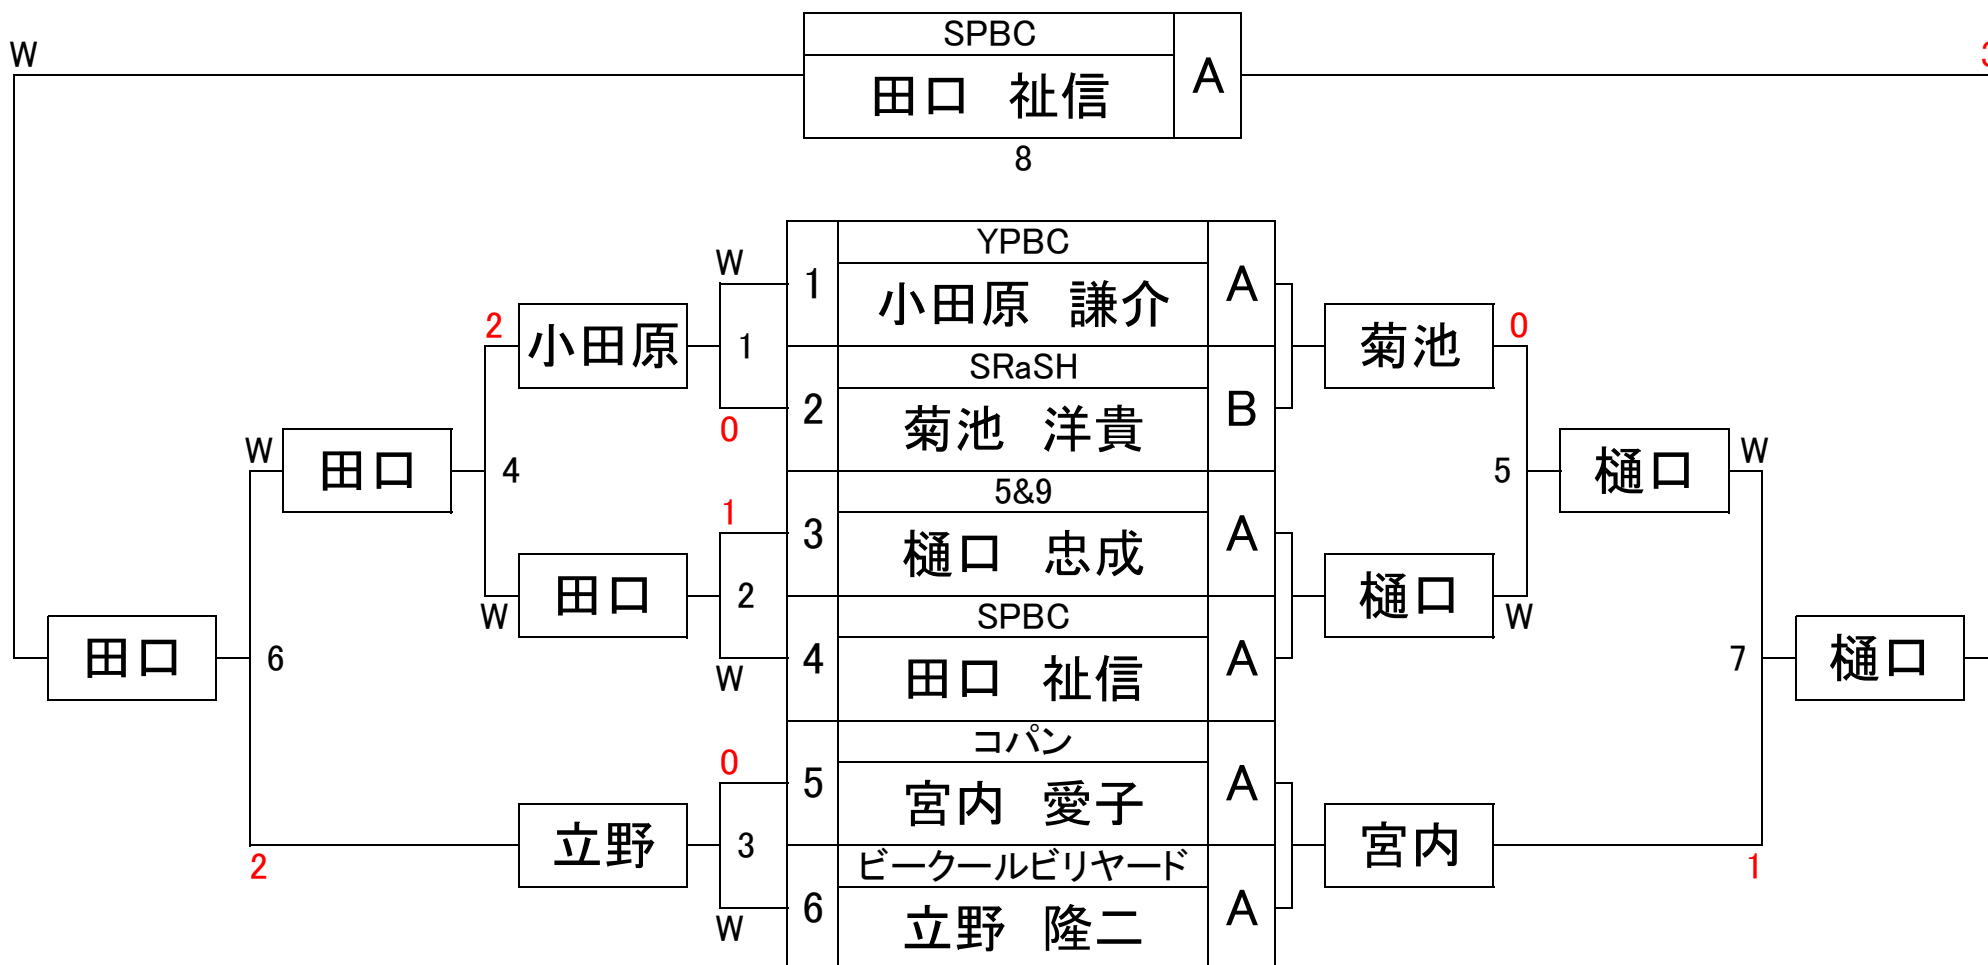 SPBC
W
3
田口 祉信
A
8
YPBC
W
1
小田原 謙介
A
2
小田原
1
菊池
0
SRaSH
0
2
菊池 洋貴
B
W
田口
4
5
樋口
W
5&9
1
3
樋口 忠成
A
田口
2
樋口
W
W
SPBC
W
4
田口 祉信
A
田口
6
7
樋口
コパン
0
5
宮内 愛子
A
2
立野
3
宮内
1
ビークールビリヤード
W
6
立野 隆二
A